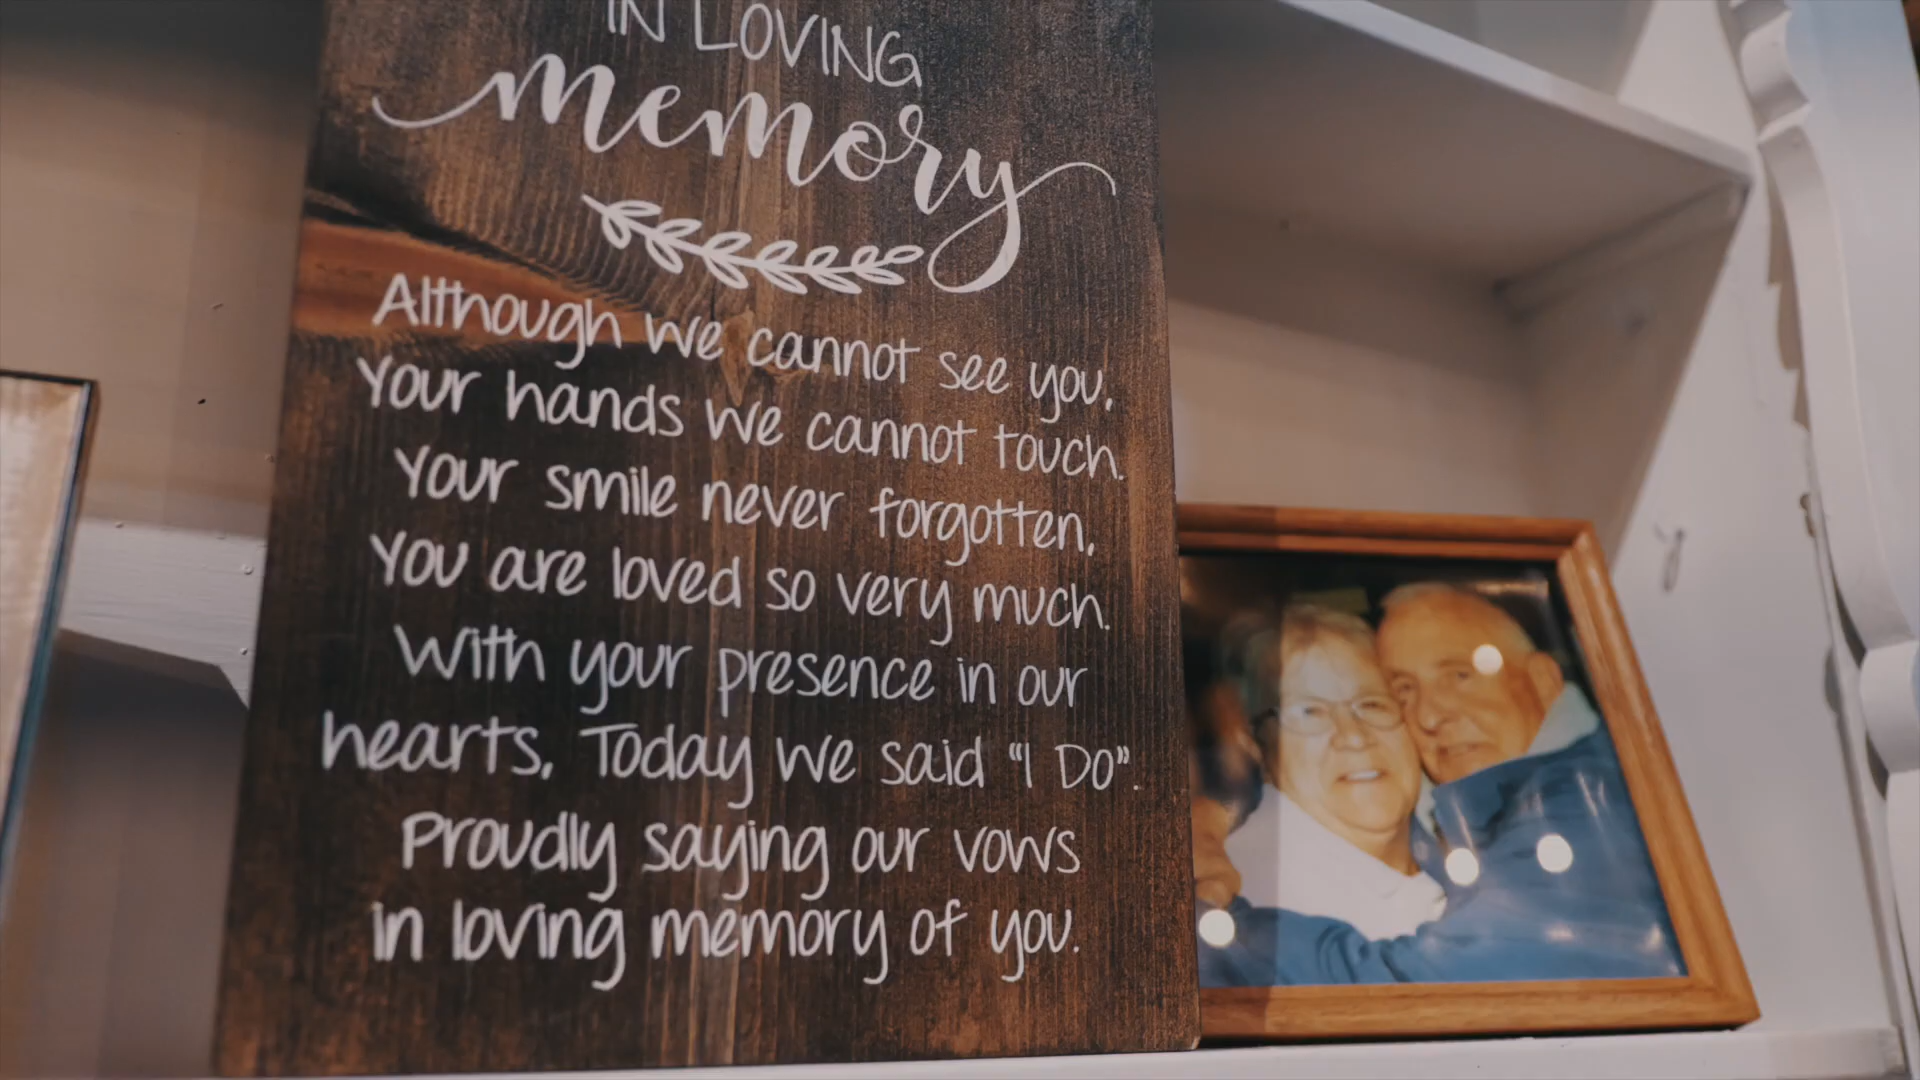 IN LOVING
memory
Although we cannot see you,
Your hands we cannot touch.
Your smile never forgotten,
You are loved so very much.
With your presence in our
hearts, Today we said "I Do".
Proudly saying our vows
in loving memory of you.